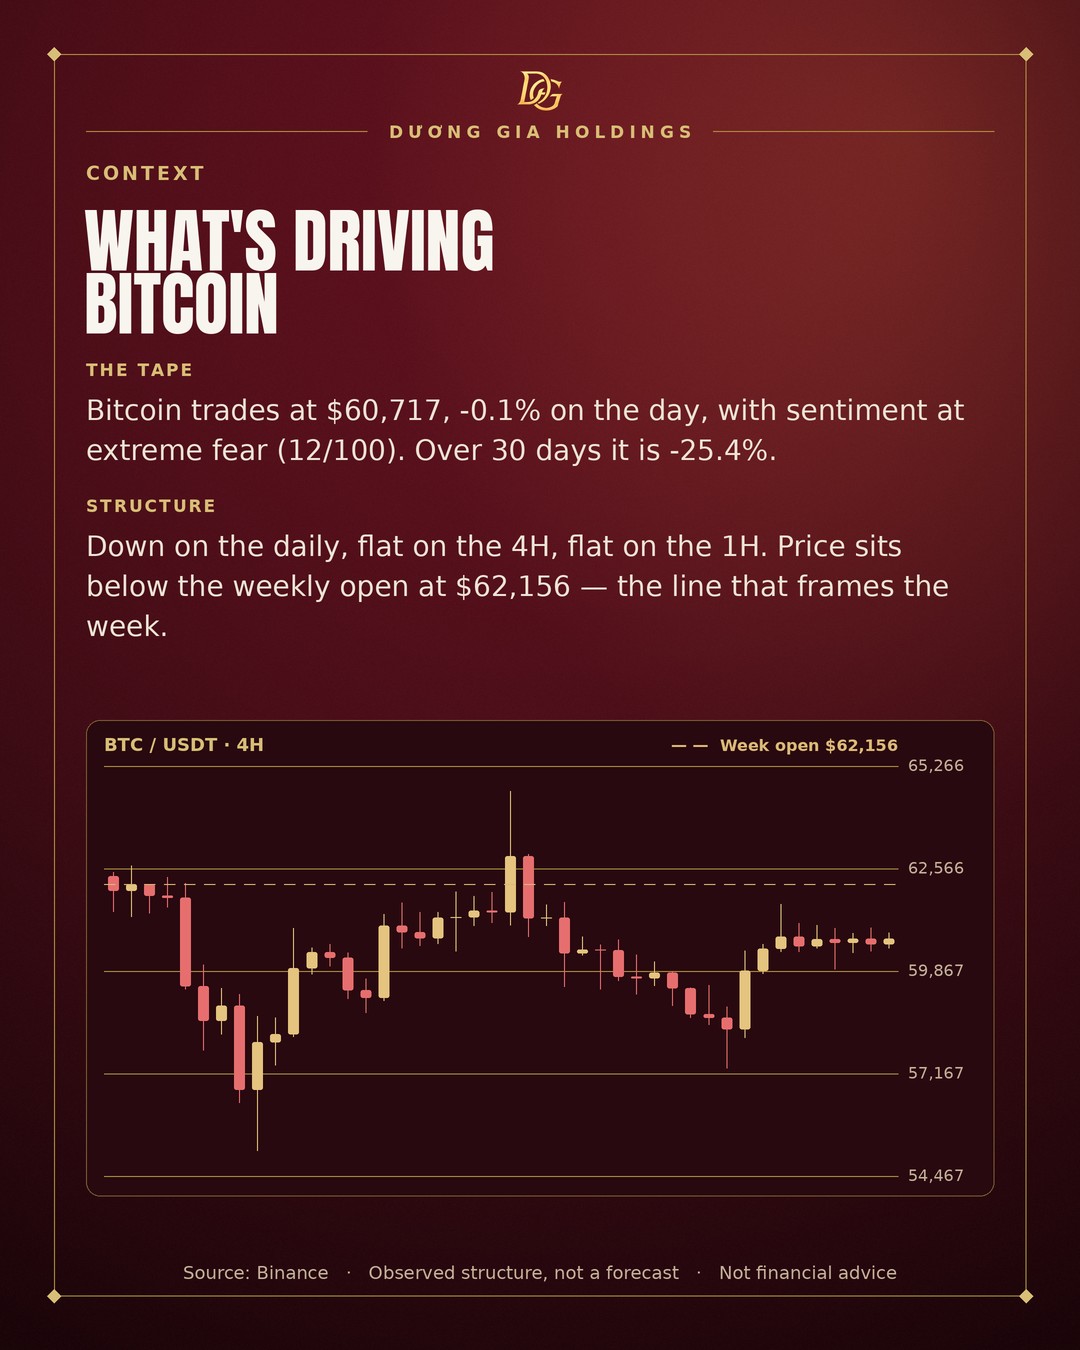 DG
DƯƠNG GIA HOLDINGS
CONTEXT
WHAT'S DRIVING
BITCOIN
THE TAPE
Bitcoin trades at $60,717, -0.1% on the day, with sentiment at
extreme fear (12/100). Over 30 days it is -25.4%.
STRUCTURE
Down on the daily, flat on the 4H, flat on the 1H. Price sits
below the weekly open at $62,156 — the line that frames the
week.
BTC / USDT · 4H
— — Week open $62,156
65,266
62,566
59,867
57,167
54,467
Source: Binance · Observed structure, not a forecast · Not financial advice